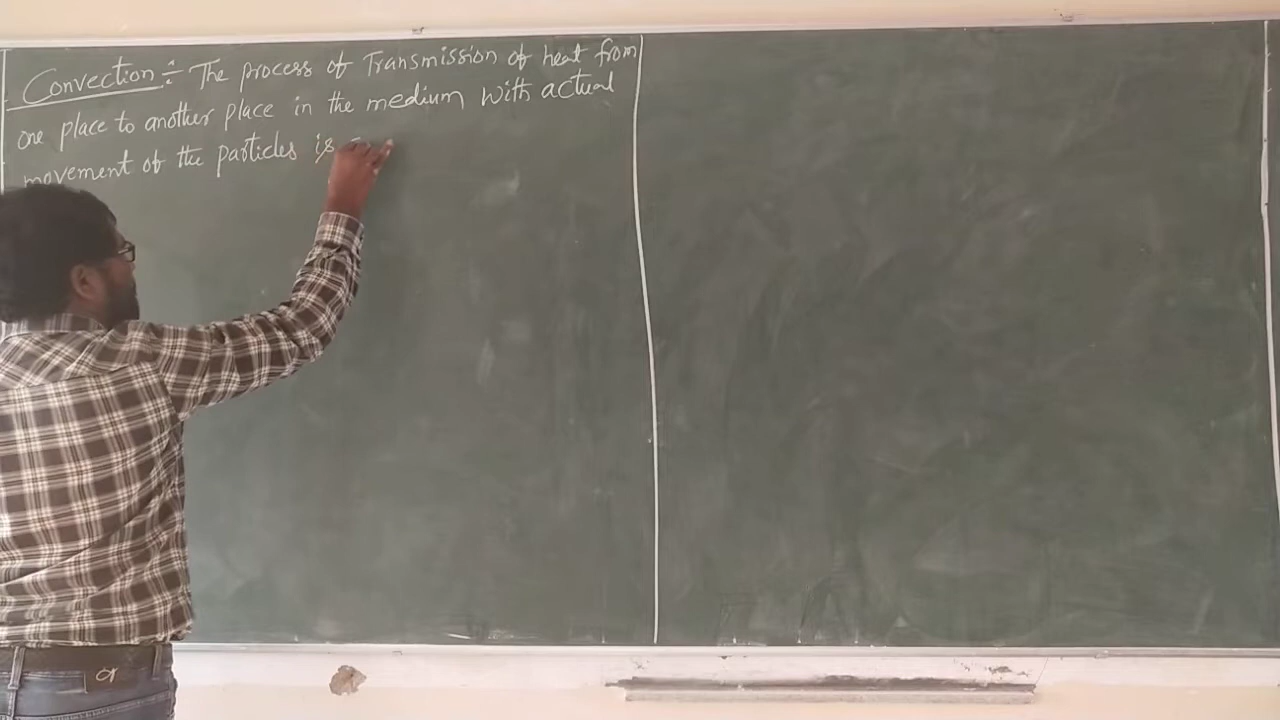 Convection :- The process of Transmission of heat from
one place to another place in the medium with actual
movement of the particles is